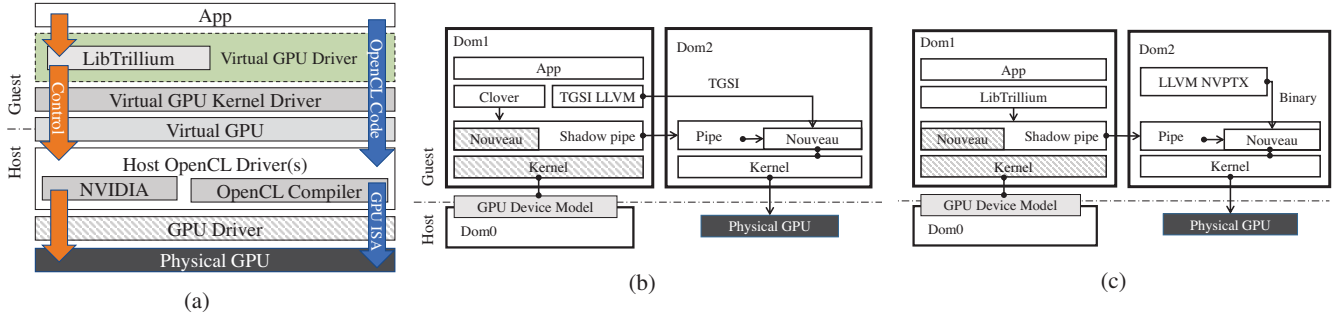 App
LibTrillium
Virtual GPU Driver
Control
OpenCL Code
Guest
Virtual GPU Kernel Driver
Virtual GPU
Host
Host OpenCL Driver(s)
NVIDIA
OpenCL Compiler
GPU ISA
GPU Driver
Physical GPU
(a)
Dom1
Dom2
App
Clover
TGSI LLVM
TGSI
Nouveau
Shadow pipe
Pipe
Nouveau
Kernel
Kernel
Guest
Host
GPU Device Model
Dom0
Physical GPU
(b)
Dom1
Dom2
App
LibTrillium
LLVM NVPTX
Binary
Nouveau
Shadow pipe
Pipe
Nouveau
Kernel
Kernel
GPU Device Model
Dom0
Physical GPU
(c)